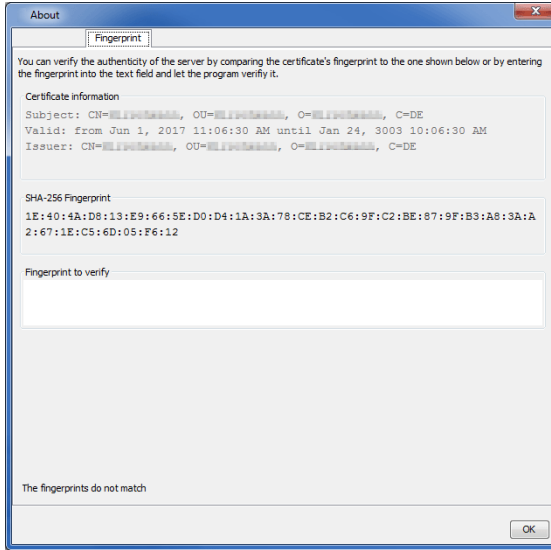 About
Fingerprint
You can verify the authenticity of the server by comparing the certificate's fingerprint to the one shown below or by entering
the fingerprint into the text field and let the program verify it.
Certificate information
Subject: CN= , OU= , O= , C=DE
Valid: from Jun 1, 2017 11:06:30 AM until Jan 24, 3003 10:06:30 AM
Issuer: CN= , OU= , O= , C=DE
SHA-256 Fingerprint
1E:40:4A:D8:13:E9:66:5E:D0:D4:1A:3A:78:CE:B2:C6:9F:C2:BE:87:9F:B3:A8:3A:A
2:67:1E:C5:6D:05:F6:12
Fingerprint to verify
The fingerprints do not match
OK